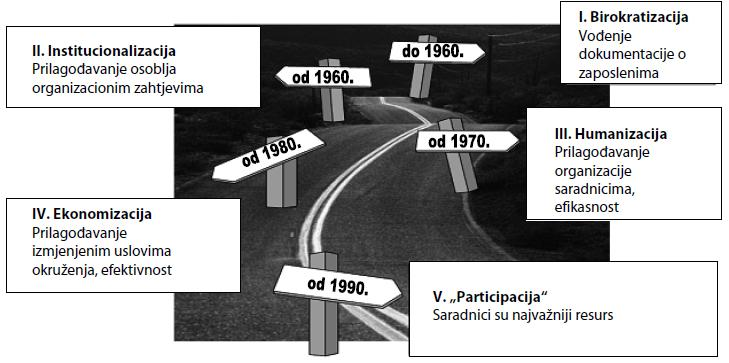 I. Birokratizacija
Vođenje
dokumentacije o
zaposlenima
do 1960.
II. Institucionalizacija
Prilagođavanje osoblja
organizacionim zahtjevima
od 1960.
III. Humanizacija
Prilagođavanje
organizacije
saradnicima,
efikasnost
od 1970.
od 1980.
IV. Ekonomizacija
Prilagođavanje
izmjenjenim uslovima
okruženja, efektivnost
od 1990.
V. „Participacija“
Saradnici su najvažniji resurs